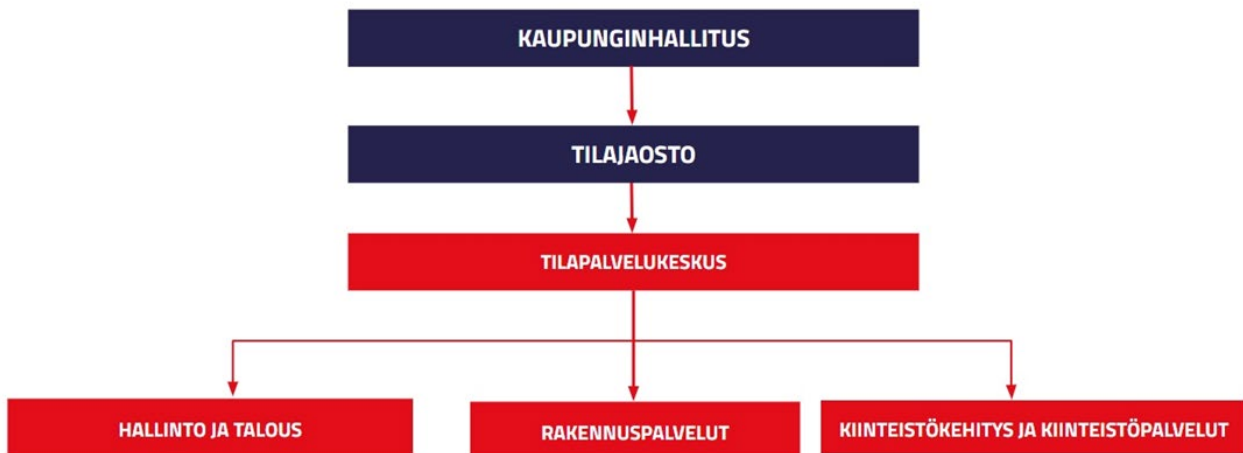 KAUPUNGINHALLITUS
TILAJAOSTO
TILAPALVELUKESKUS
HALLINTO JA TALOUS
RAKENNUSPALVELUT
KIINTEISTÖKEHITYS JA KIINTEISTÖPALVELUT